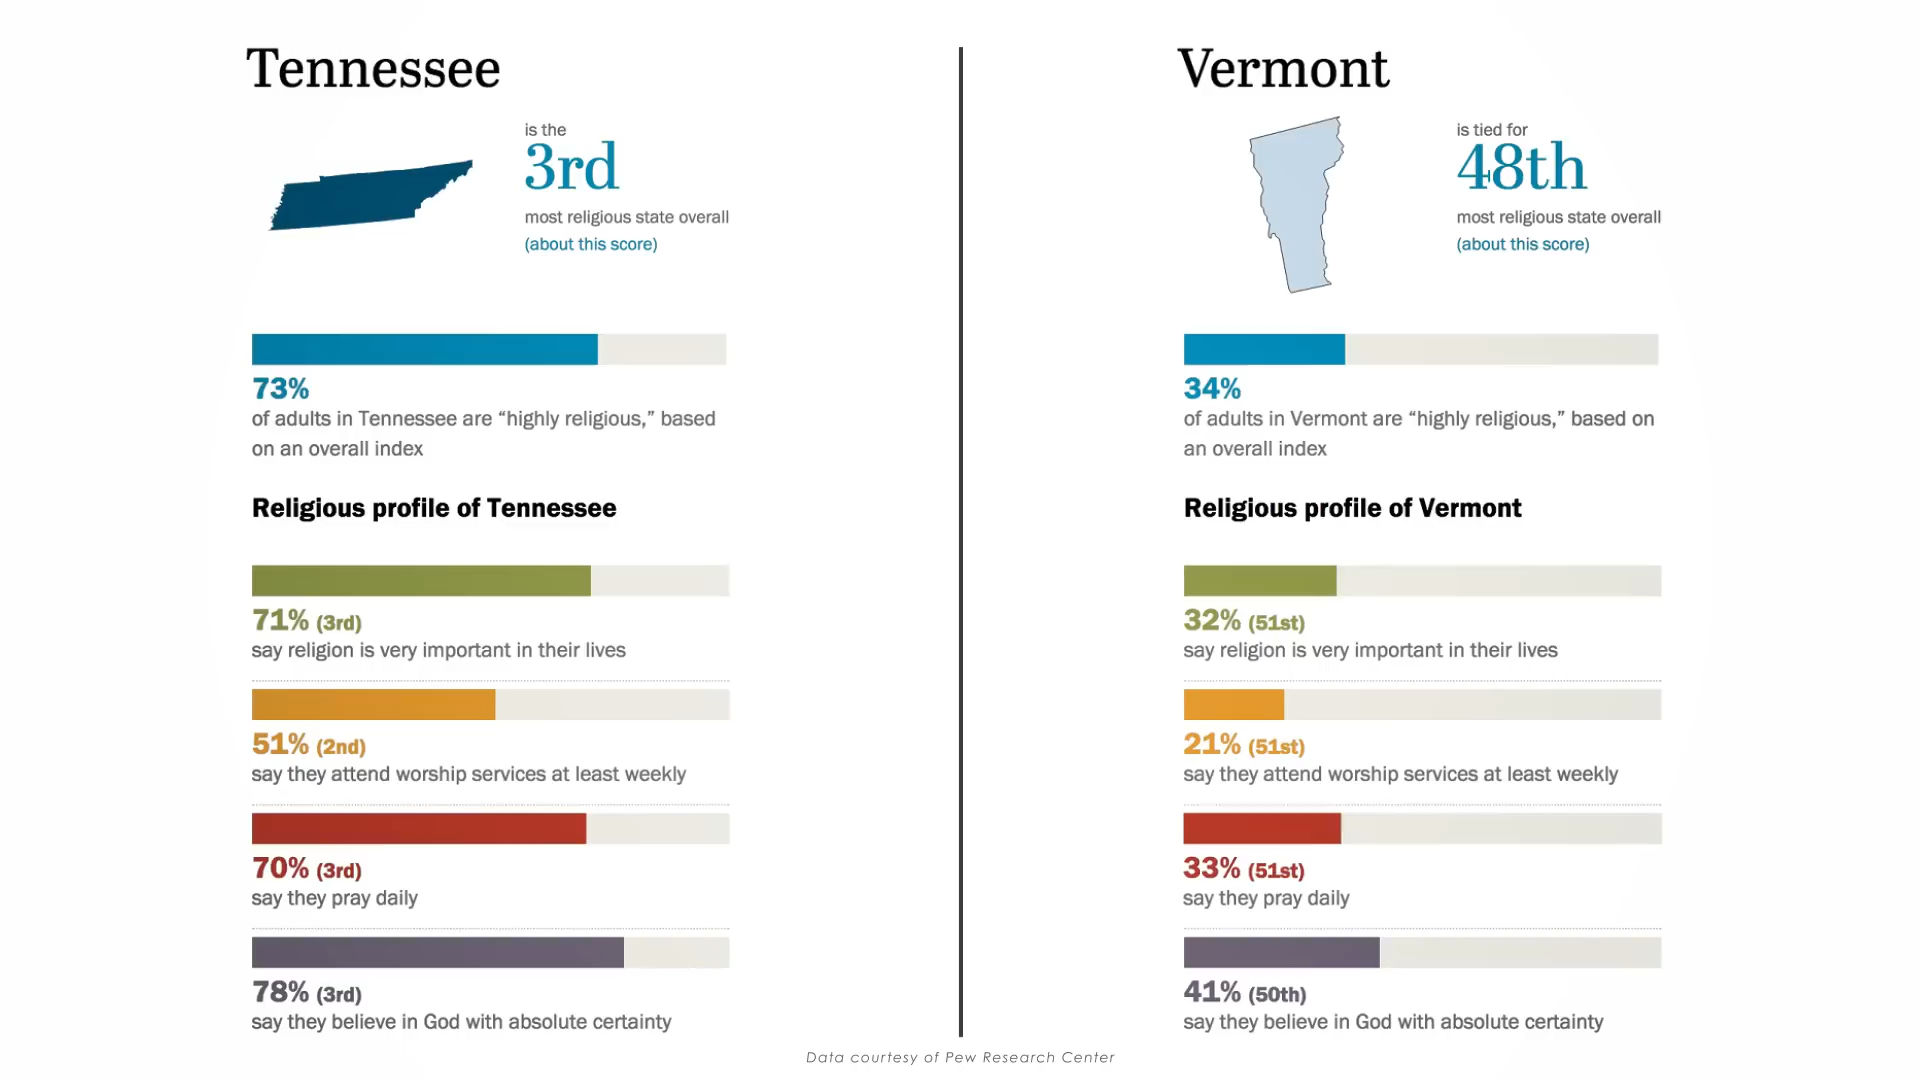 Tennessee
is the
3rd
most religious state overall
(about this score)
73%
of adults in Tennessee are “highly religious,” based
on an overall index
Religious profile of Tennessee
71% (3rd)
say religion is very important in their lives
51% (2nd)
say they attend worship services at least weekly
70% (3rd)
say they pray daily
78% (3rd)
say they believe in God with absolute certainty
Vermont
is tied for
48th
most religious state overall
(about this score)
34%
of adults in Vermont are “highly religious,” based on
an overall index
Religious profile of Vermont
32% (51st)
say religion is very important in their lives
21% (51st)
say they attend worship services at least weekly
33% (51st)
say they pray daily
41% (50th)
say they believe in God with absolute certainty
Data courtesy of Pew Research Center